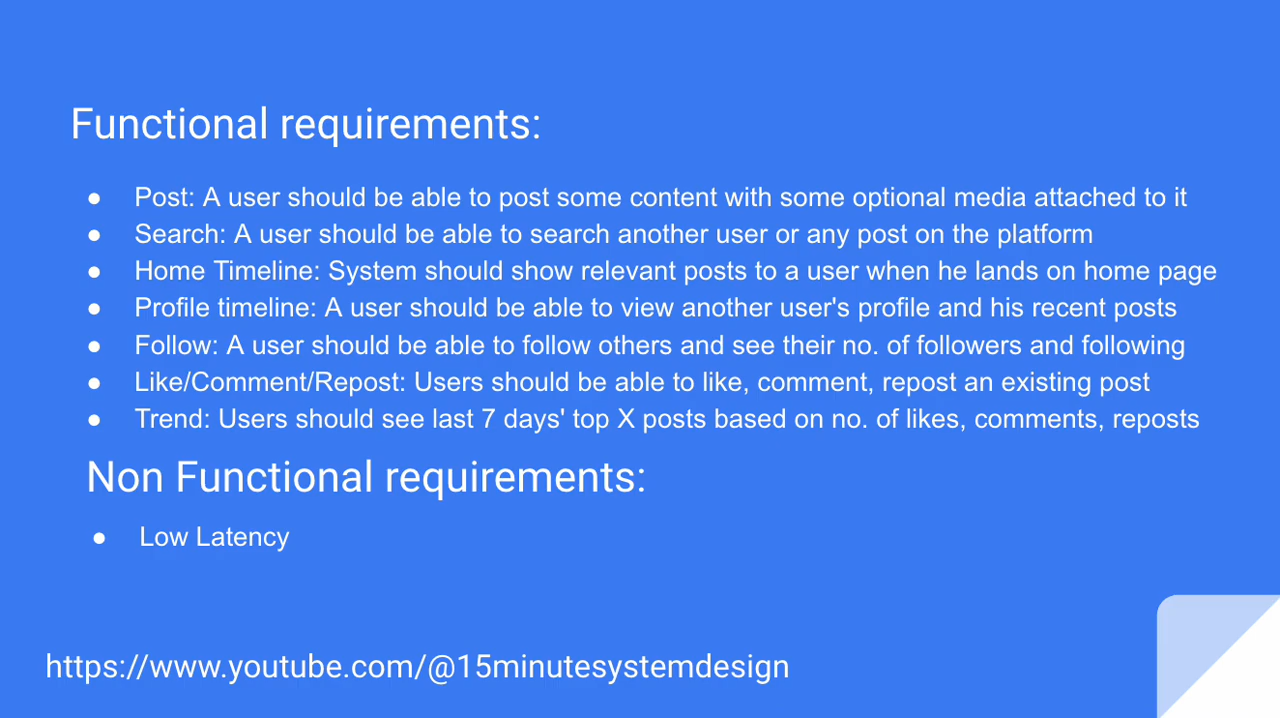 Functional requirements:
● Post: A user should be able to post some content with some optional media attached to it
● Search: A user should be able to search another user or any post on the platform
● Home Timeline: System should show relevant posts to a user when he lands on home page
● Profile timeline: A user should be able to view another user's profile and his recent posts
● Follow: A user should be able to follow others and see their no. of followers and following
● Like/Comment/Repost: Users should be able to like, comment, repost an existing post
● Trend: Users should see last 7 days' top X posts based on no. of likes, comments, reposts
Non Functional requirements:
● Low Latency
https://www.youtube.com/@15minutesystemdesign